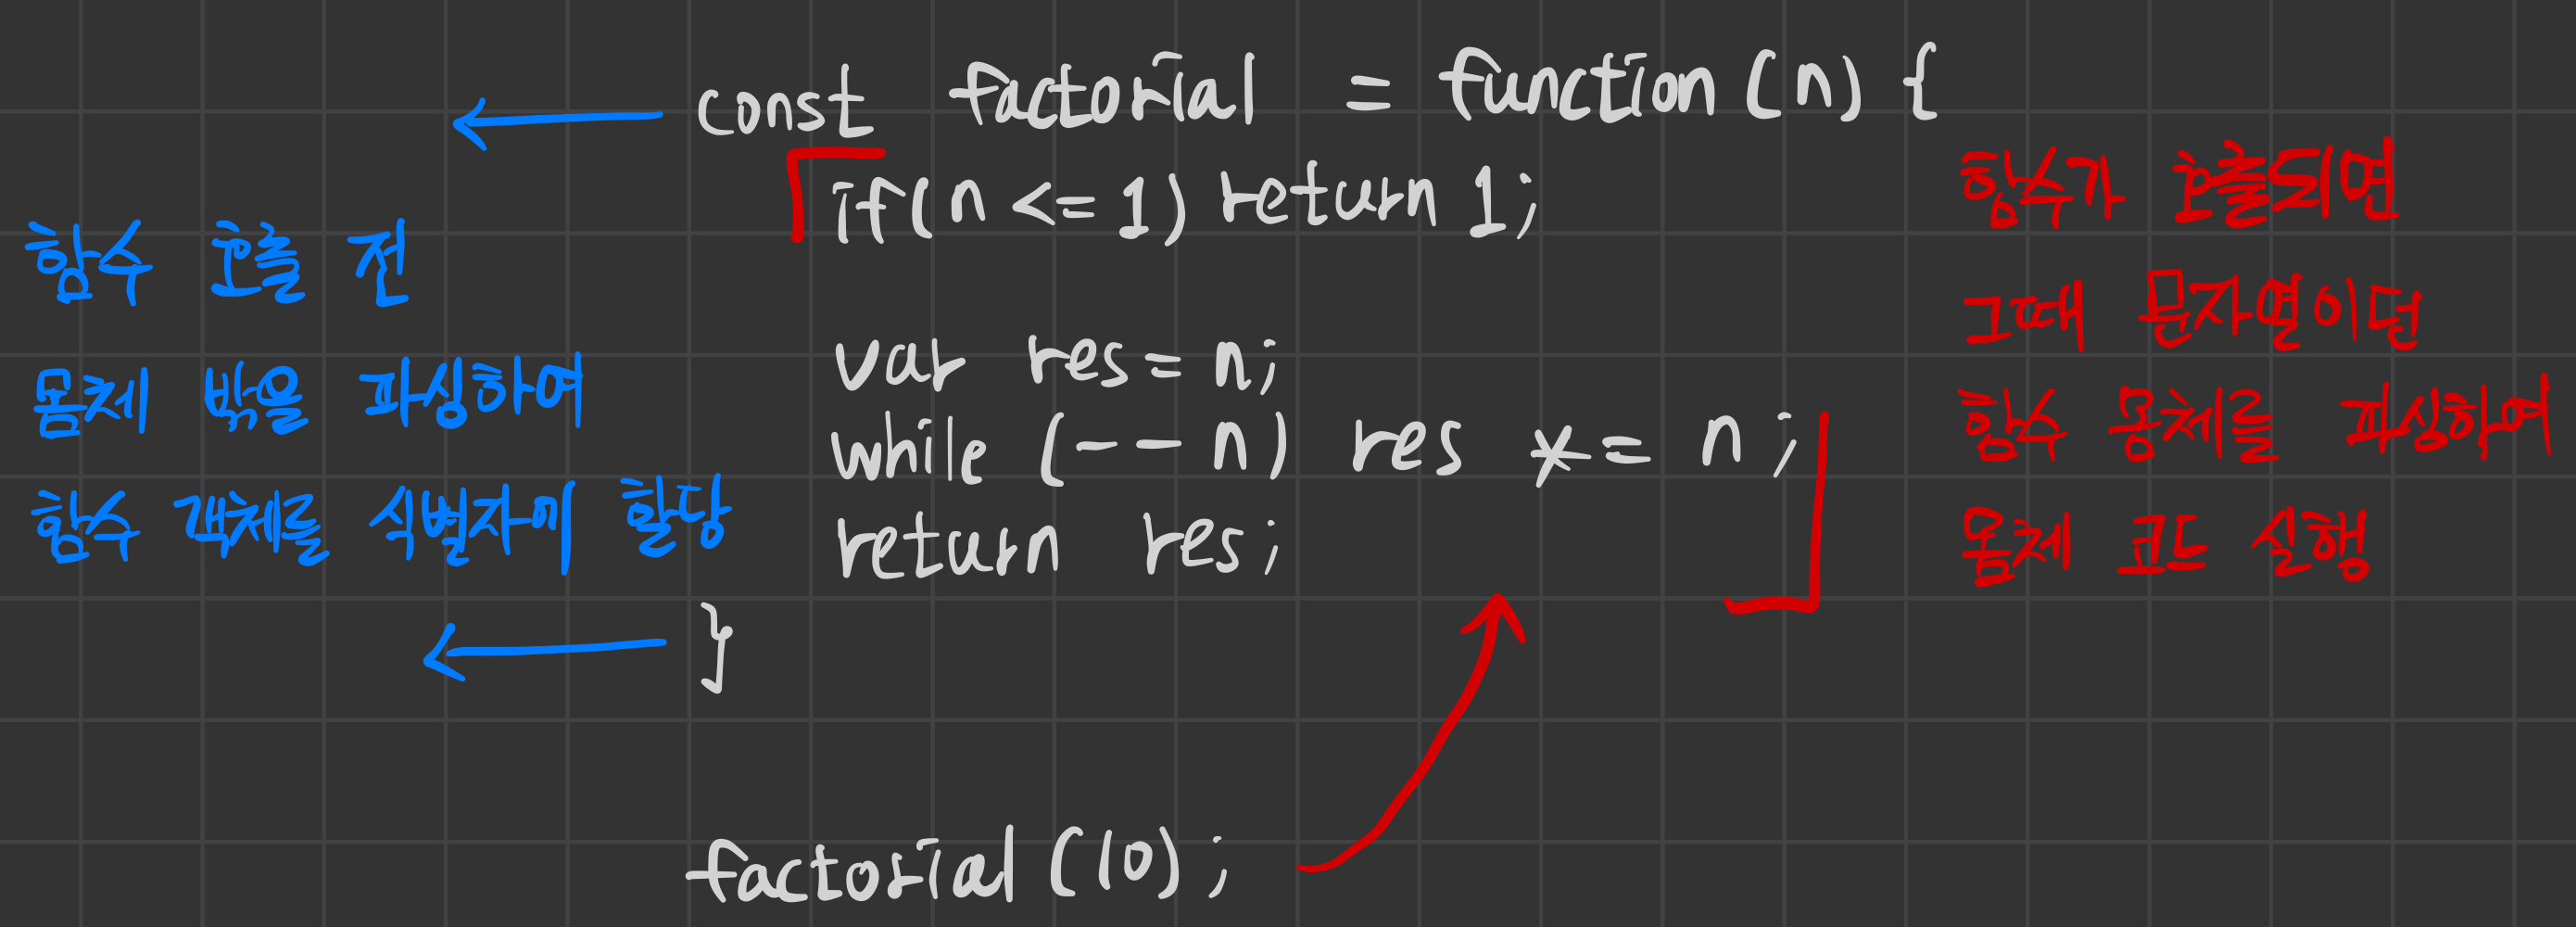 const factorial = function(n) {
if(n <= 1) return 1;
var res = n;
while (--n) res *= n;
return res;
}
factorial(10);
함수 호출 전
몸체 밖을 파싱하여
함수 객체를 식별자에 할당
함수가 호출되면
그때 문자열이던
함수 몸체를 파싱하여
몸체 코드 실행